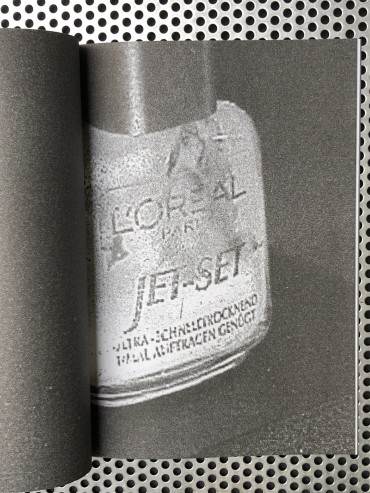 L'ORÉAL
PARIS
JET-SET
ULTRA-SCHNELLTROCKNEND
1 MAL AUFTRAGEN GENÜGT